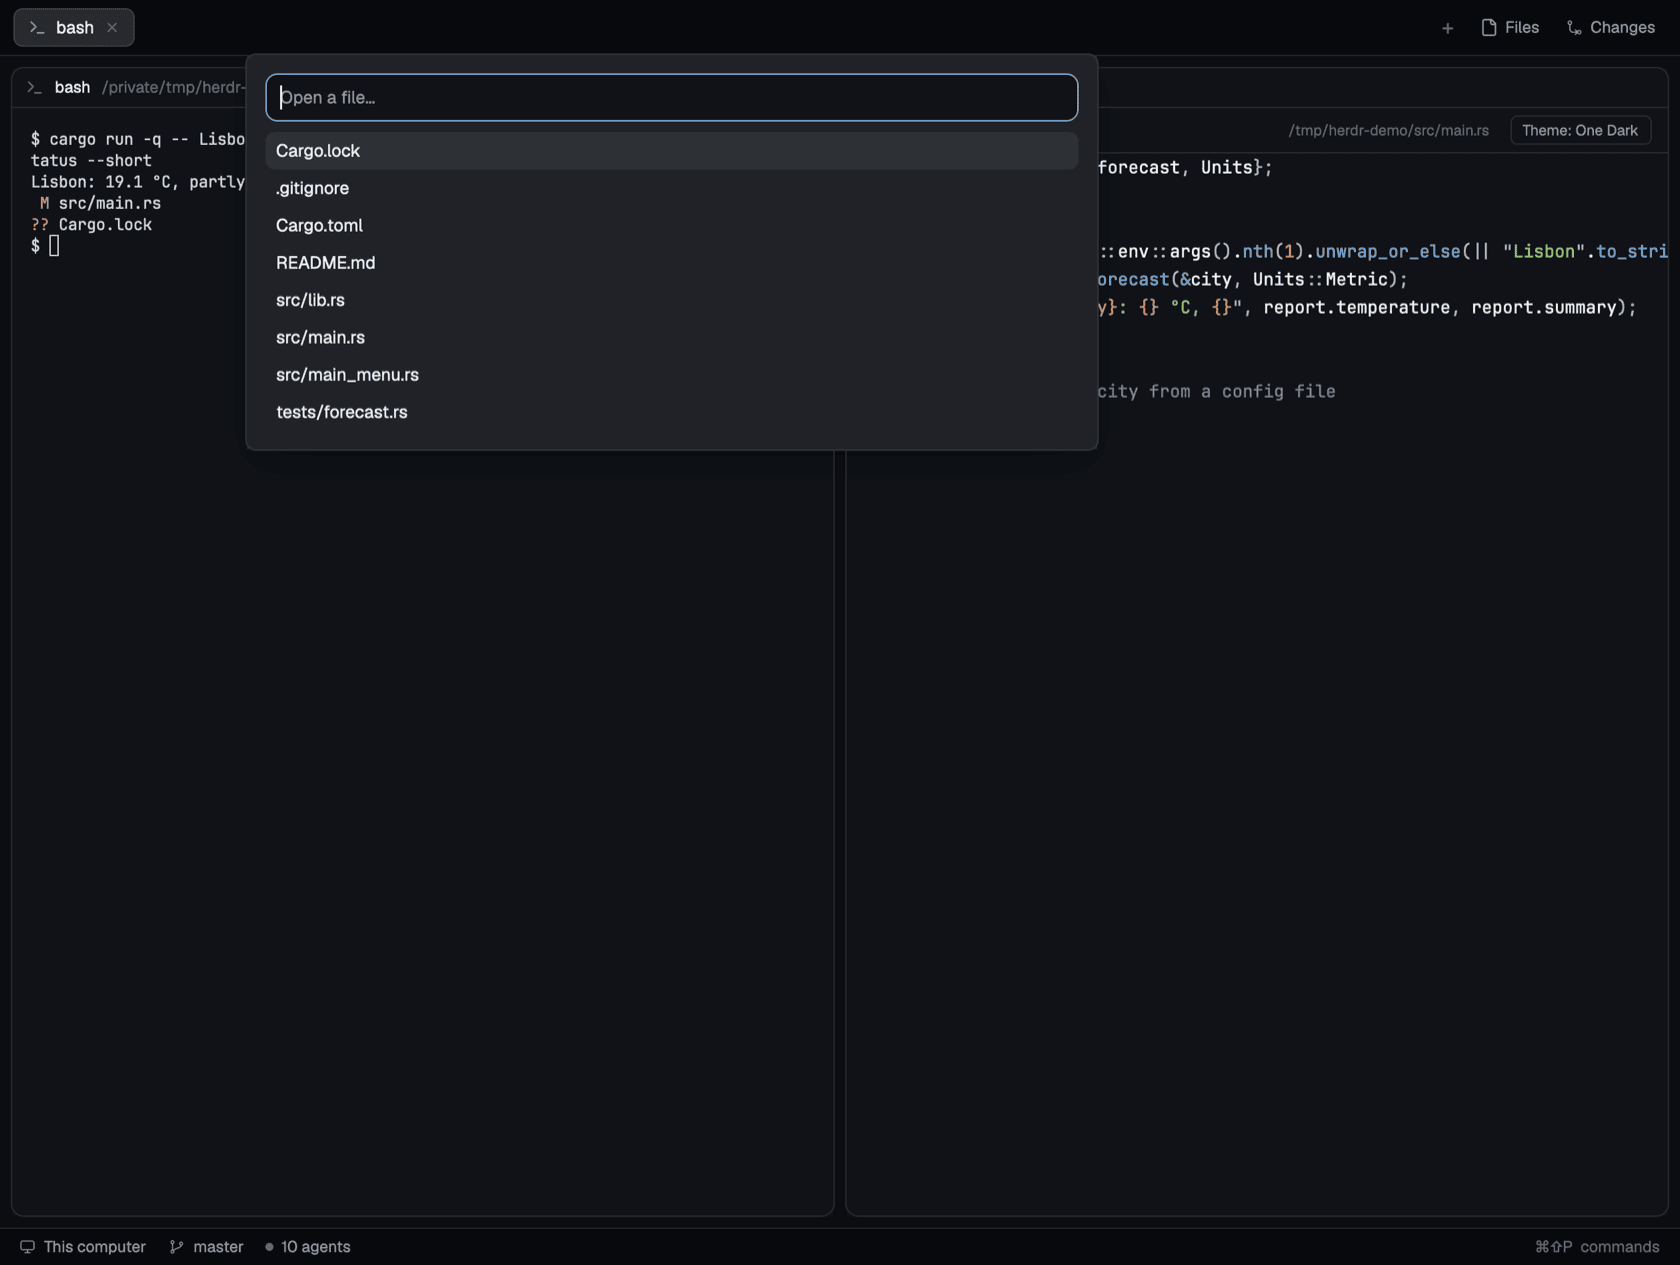 >_ bash ×
+ Files Changes
>_ bash /private/tmp/herdr-
$ cargo run -q -- Lisbo
tatus --short
Lisbon: 19.1 °C, partly
M src/main.rs
?? Cargo.lock
$
Open a file...
Cargo.lock
.gitignore
Cargo.toml
README.md
src/lib.rs
src/main.rs
src/main_menu.rs
tests/forecast.rs
/tmp/herdr-demo/src/main.rs Theme: One Dark
forecast, Units};
::env::args().nth(1).unwrap_or_else(|| "Lisbon".to_stri
orecast(&city, Units::Metric);
y}: {} °C, {}", report.temperature, report.summary);
city from a config file
This computer master 10 agents
⌘⇧P commands